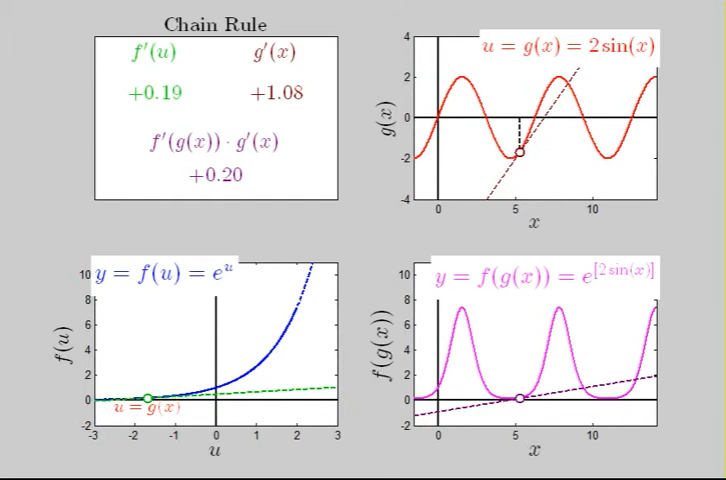 Chain Rule
f′(u) g′(x)
+0.19 +1.08
f′(g(x)) · g′(x)
+0.20
u = g(x) = 2 sin(x)
g(x)
4
2
0
-2
-4
0 5 10
x
y = f(u) = e^u
f(u)
10
8
6
4
2
0
-2
u = g(x)
-3 -2 -1 0 1 2 3
u
y = f(g(x)) = e^[2 sin(x)]
f(g(x))
10
8
6
4
2
0
-2
0 5 10
x